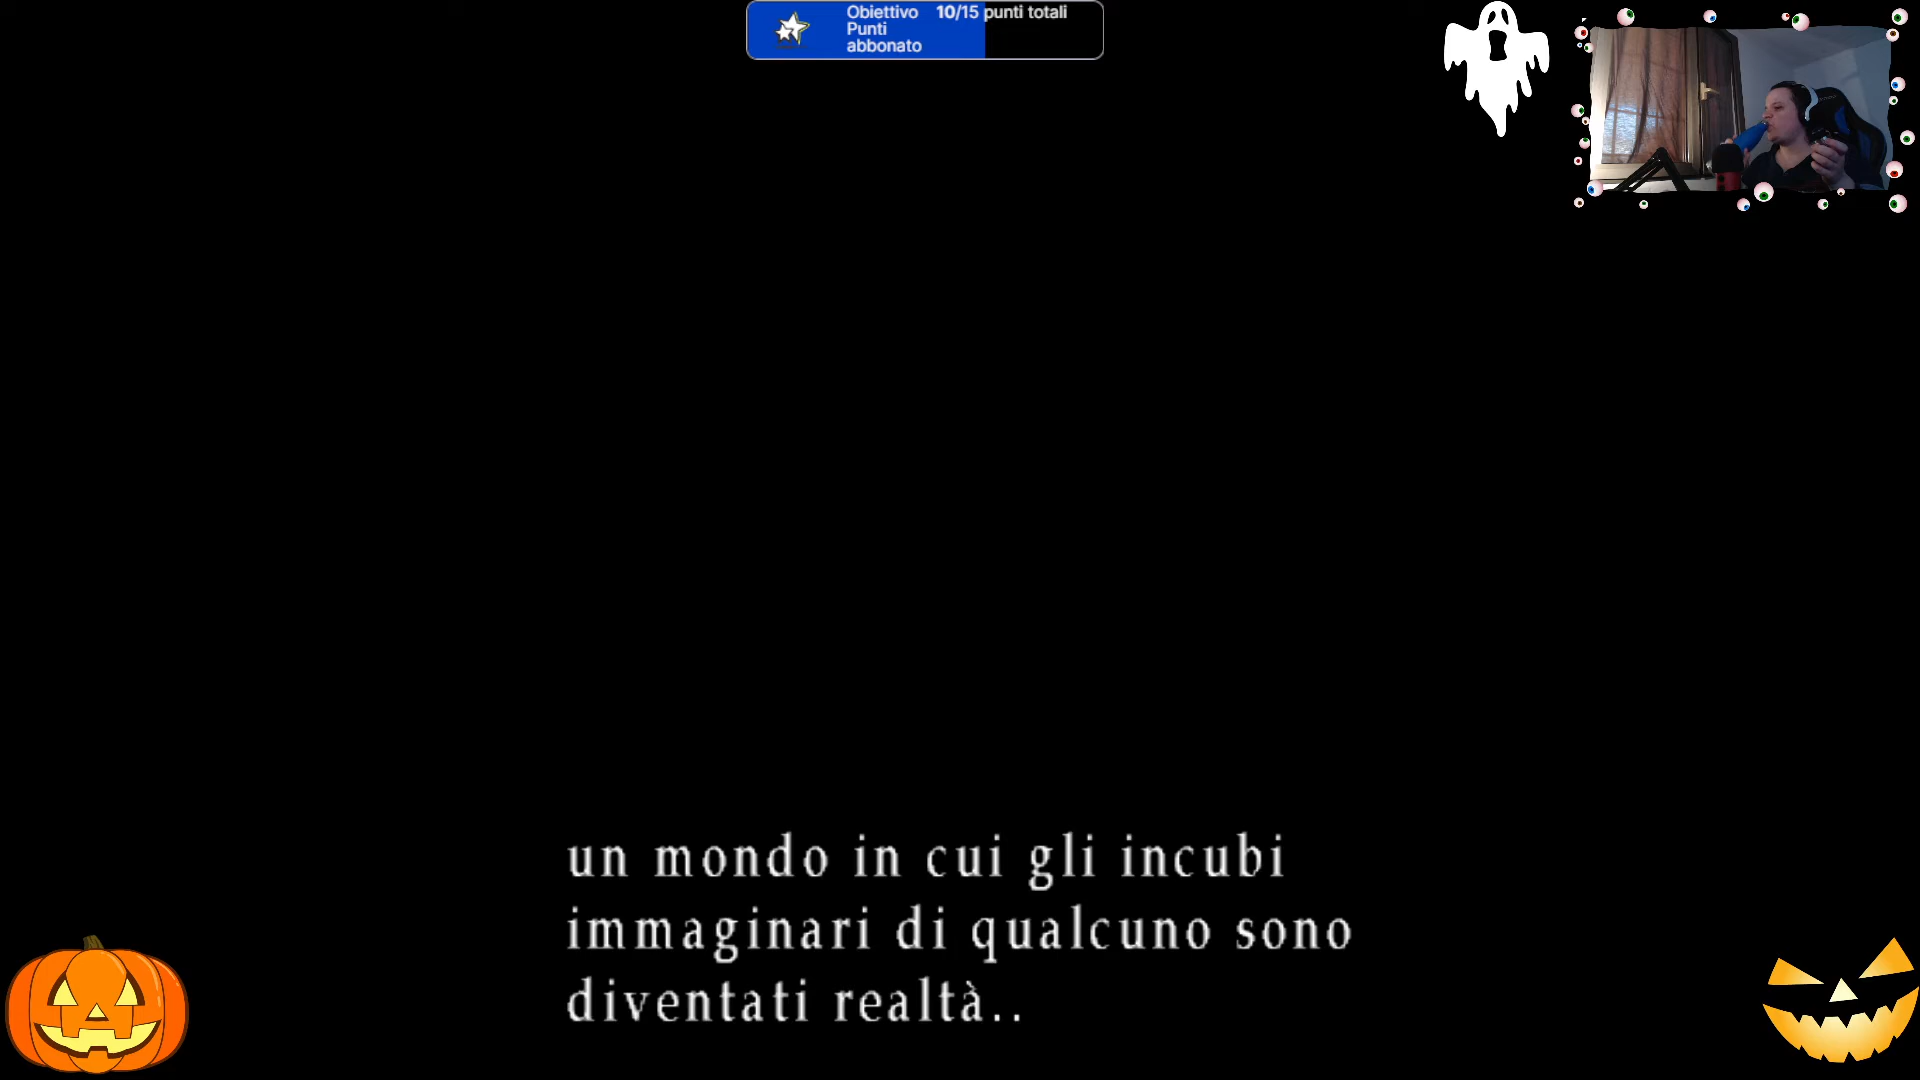 Obiettivo 10/15 punti totali
Punti
abbonato
un mondo in cui gli incubi
immaginari di qualcuno sono
diventati realtà..